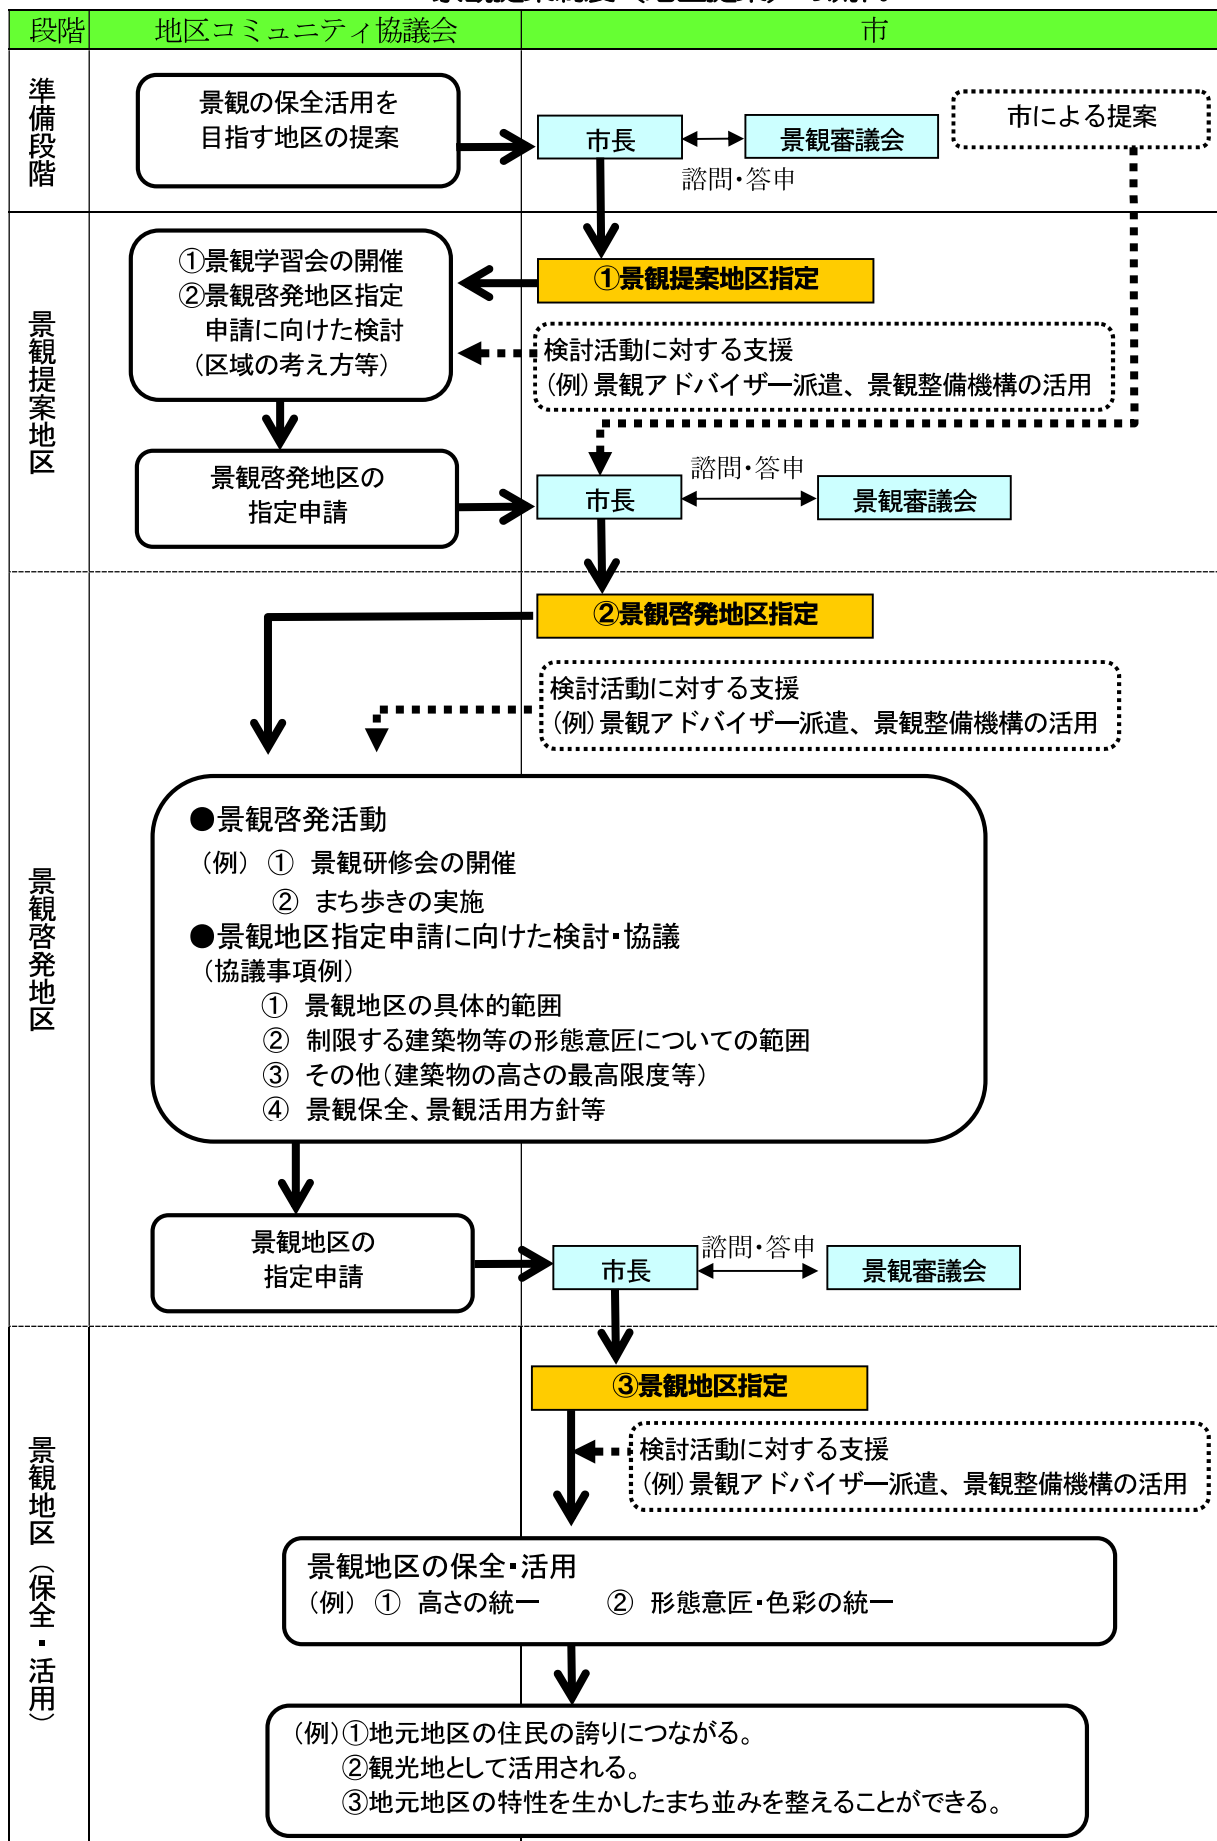 段階 地区コミュニティ協議会 市
準備段階
景観の保全活用を
目指す地区の提案
市長
景観審議会
諮問・答申
市による提案
景観提案地区
①景観学習会の開催
②景観啓発地区指定
申請に向けた検討
（区域の考え方等）
①景観提案地区指定
検討活動に対する支援
（例）景観アドバイザー派遣、景観整備機構の活用
景観啓発地区の
指定申請
市長
諮問・答申
景観審議会
景観啓発地区
②景観啓発地区指定
検討活動に対する支援
（例）景観アドバイザー派遣、景観整備機構の活用
●景観啓発活動
（例） ① 景観研修会の開催
② まち歩きの実施
●景観地区指定申請に向けた検討・協議
（協議事項例）
① 景観地区の具体的範囲
② 制限する建築物等の形態意匠についての範囲
③ その他（建築物の高さの最高限度等）
④ 景観保全、景観活用方針等
景観地区の
指定申請
市長
諮問・答申
景観審議会
景観地区（保全・活用）
③景観地区指定
検討活動に対する支援
（例）景観アドバイザー派遣、景観整備機構の活用
景観地区の保全・活用
（例） ① 高さの統一 ② 形態意匠・色彩の統一
（例）①地元地区の住民の誇りにつながる。
②観光地として活用される。
③地元地区の特性を生かしたまち並みを整えることができる。